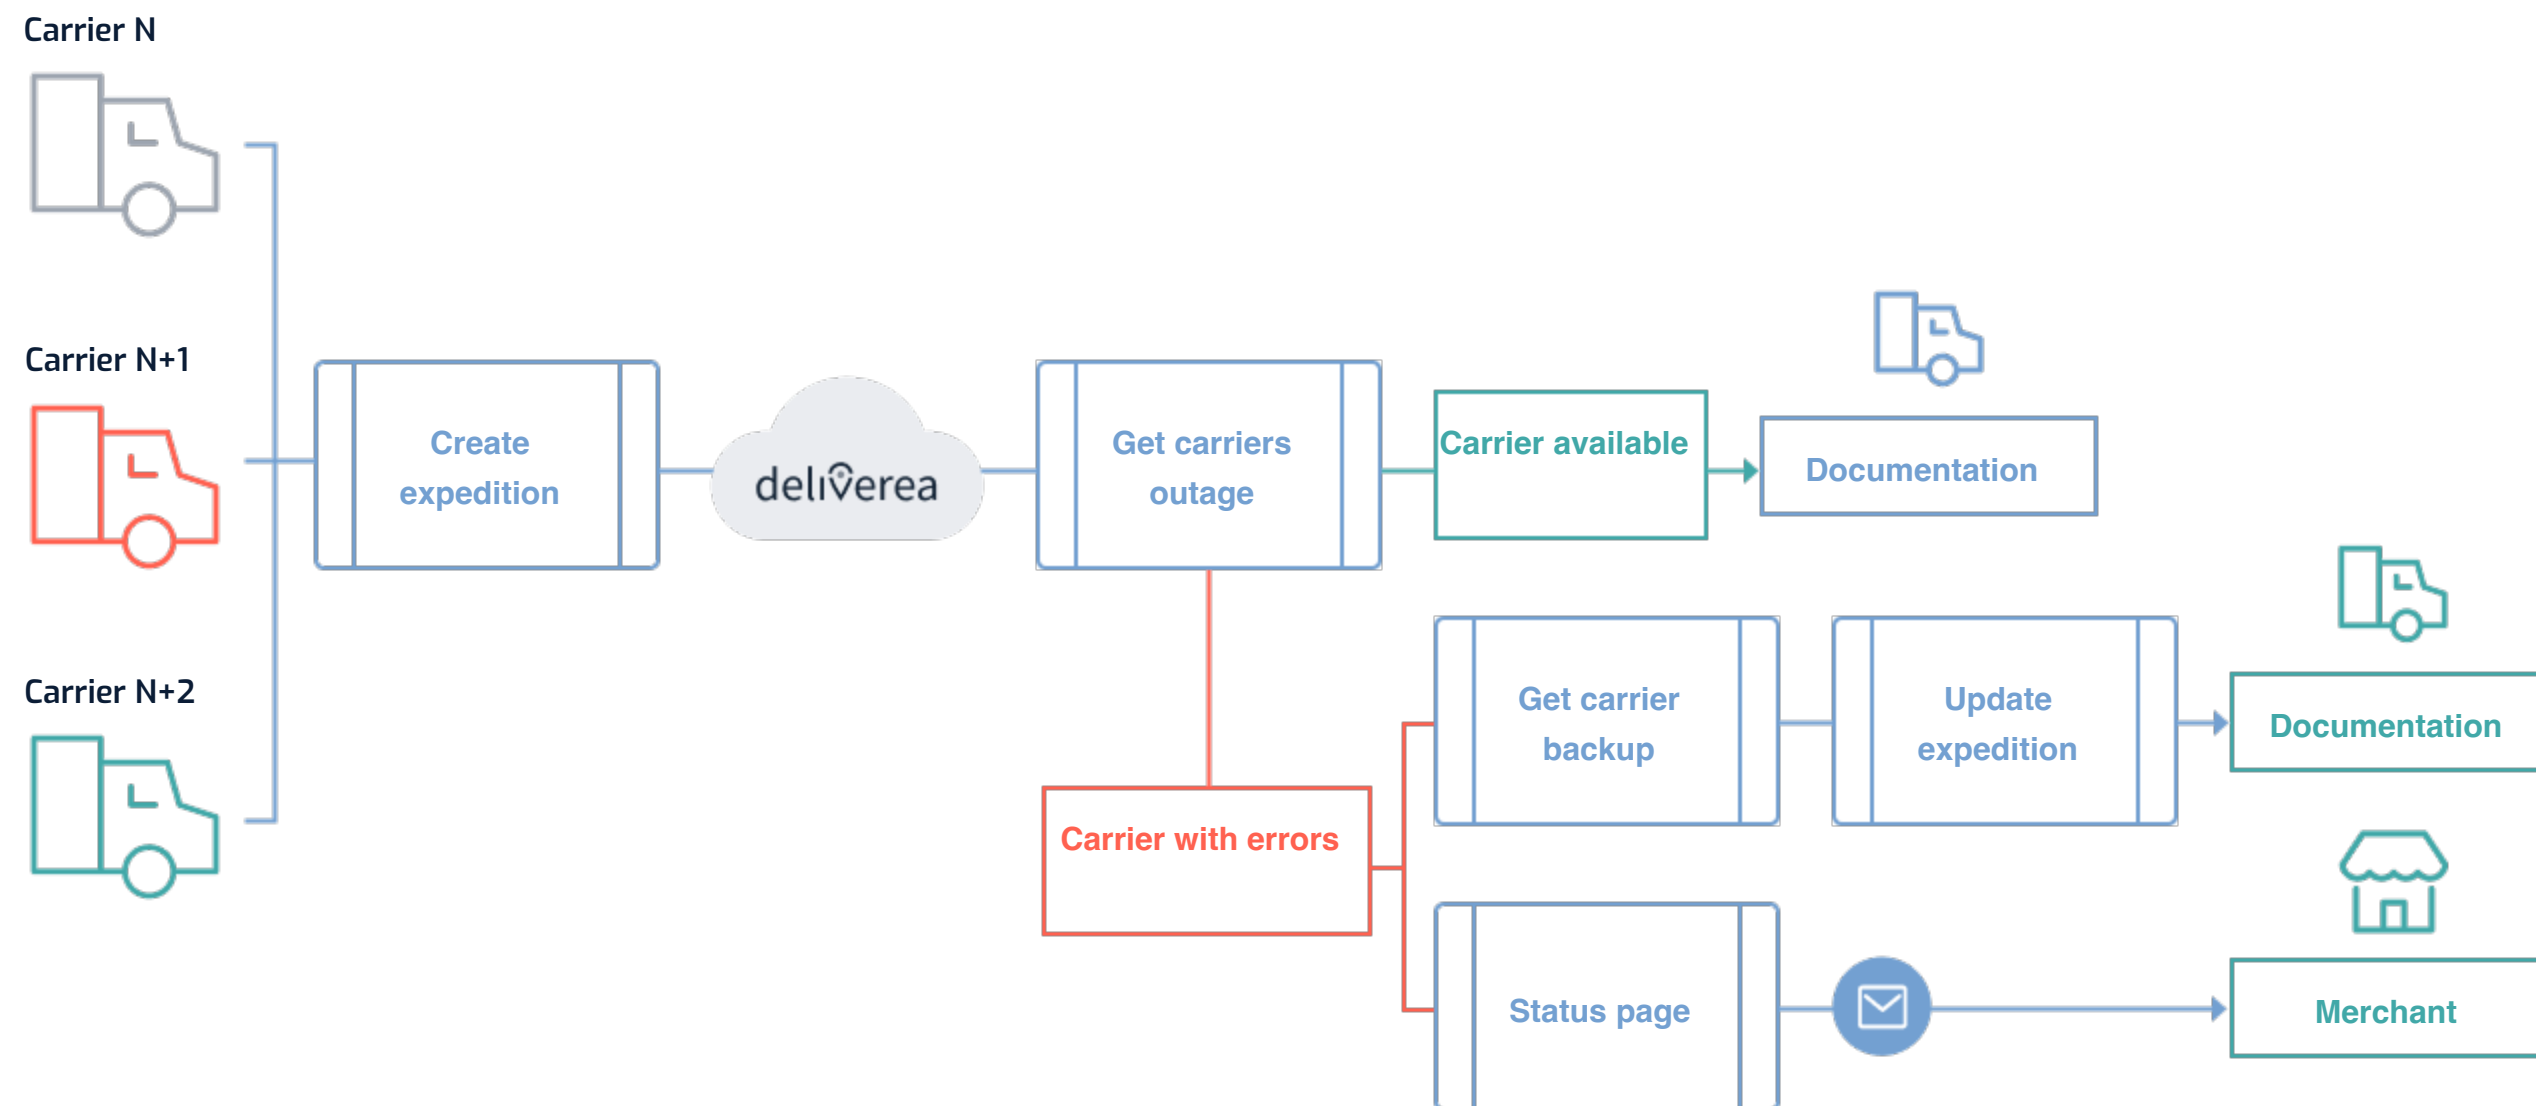 Carrier N
Carrier N+1
Create
expedition
deliverea
Get carriers
outage
Carrier available
Documentation
Carrier N+2
Get carrier
backup
Update
expedition
Documentation
Carrier with errors
Status page
Merchant